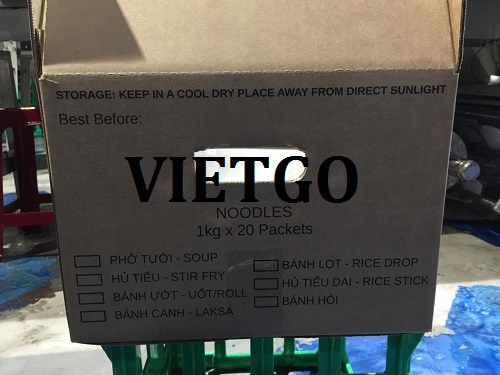 STORAGE: KEEP IN A COOL DRY PLACE AWAY FROM DIRECT SUNLIGHT
Best Before:
VIETGO
NOODLES
1kg x 20 Packets
PHỞ TƯƠI - SOUP
HỦ TIẾU - STIR FRY
BÁNH ƯỚT - UỐT/ROLL
BÁNH CANH - LAKSA
BÁNH LỌT - RICE DROP
HỦ TIẾU DAI - RICE STICK
BÁNH HỎI